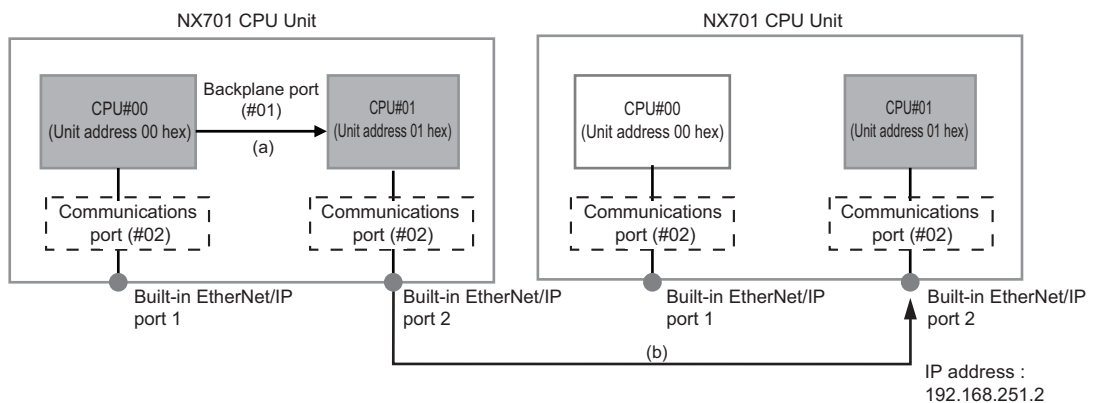 NX701 CPU Unit
NX701 CPU Unit
CPU#00
(Unit address 00 hex)
Backplane port
(#01)
(a)
CPU#01
(Unit address 01 hex)
CPU#00
(Unit address 00 hex)
CPU#01
(Unit address 01 hex)
Communications
port (#02)
Communications
port (#02)
Communications
port (#02)
Communications
port (#02)
Built-in EtherNet/IP
port 1
Built-in EtherNet/IP
port 2
Built-in EtherNet/IP
port 1
Built-in EtherNet/IP
port 2
(b)
IP address :
192.168.251.2